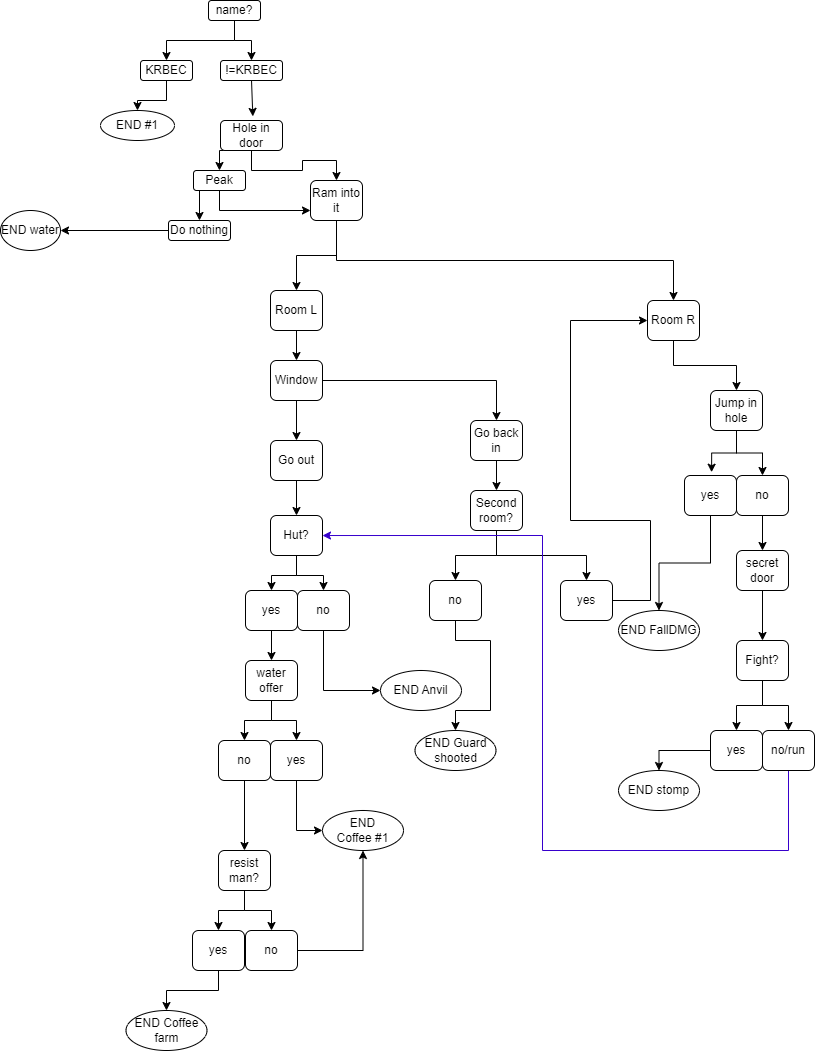 name?
KRBEC
!=KRBEC
END #1
Hole in
door
Peak
Ram into
it
END water
Do nothing
Room L
Room R
Window
Jump in
hole
Go back
in
Go out
yes
no
Second
room?
Hut?
secret
door
yes
no
no
yes
END FallDMG
Fight?
water
offer
END Anvil
no
yes
END Guard
shooted
yes
no/run
END stomp
END
Coffee #1
resist
man?
yes
no
END Coffee
farm